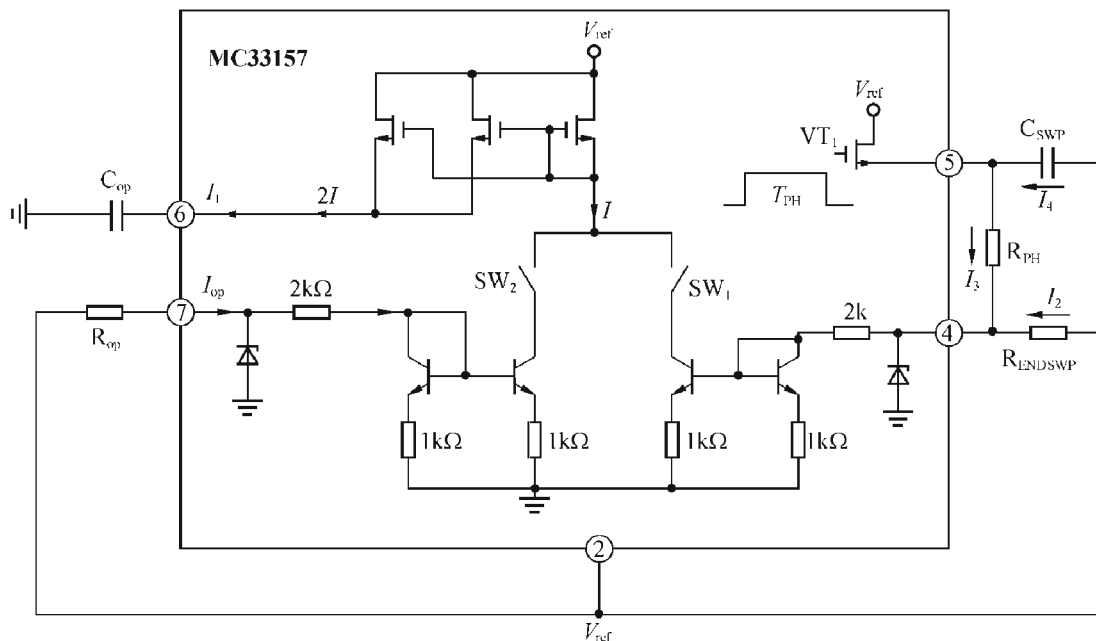 MC33157
V_ref
V_ref
VT_1
C_SWP
5
T_PH
I_4
C_op
I_1
2I
6
I
R_PH
I_3
SW_2
SW_1
I_op
2kΩ
7
R_op
2k
4
I_2
R_ENDSWP
1kΩ
1kΩ
1kΩ
1kΩ
2
V_ref